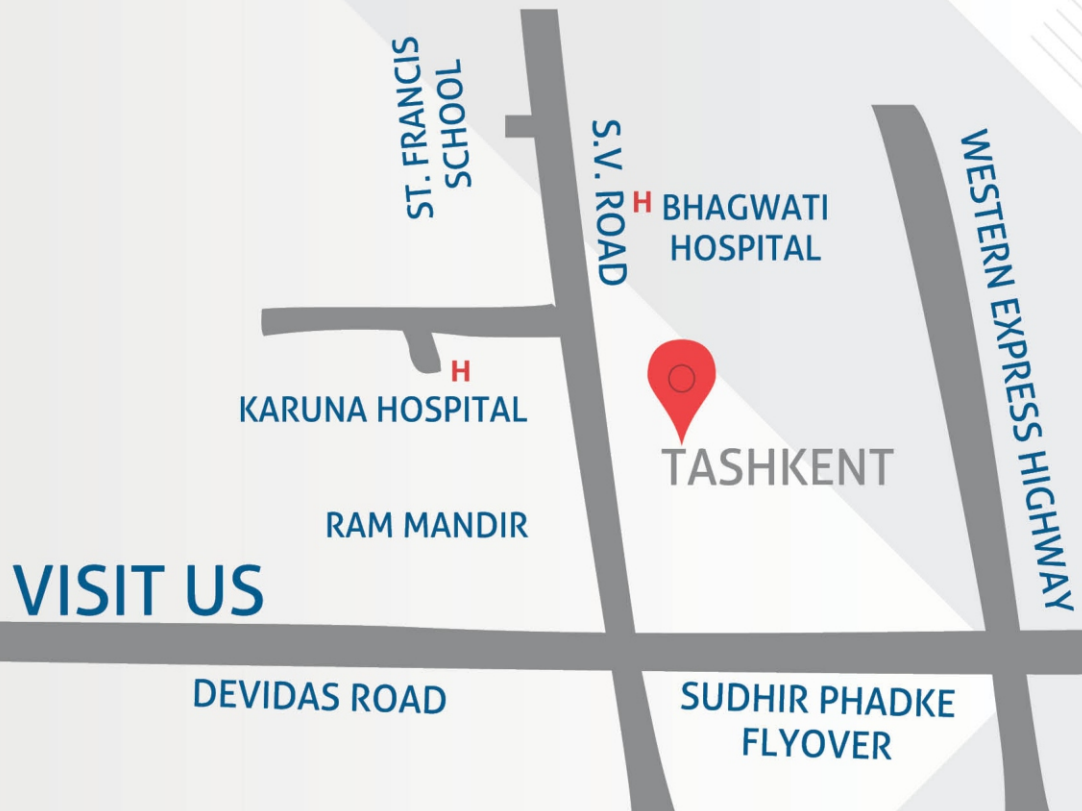 ST. FRANCIS
SCHOOL
S.V. ROAD
H BHAGWATI
HOSPITAL
WESTERN EXPRESS HIGHWAY
H
KARUNA HOSPITAL
TASHKENT
RAM MANDIR
VISIT US
DEVIDAS ROAD
SUDHIR PHADKE
FLYOVER